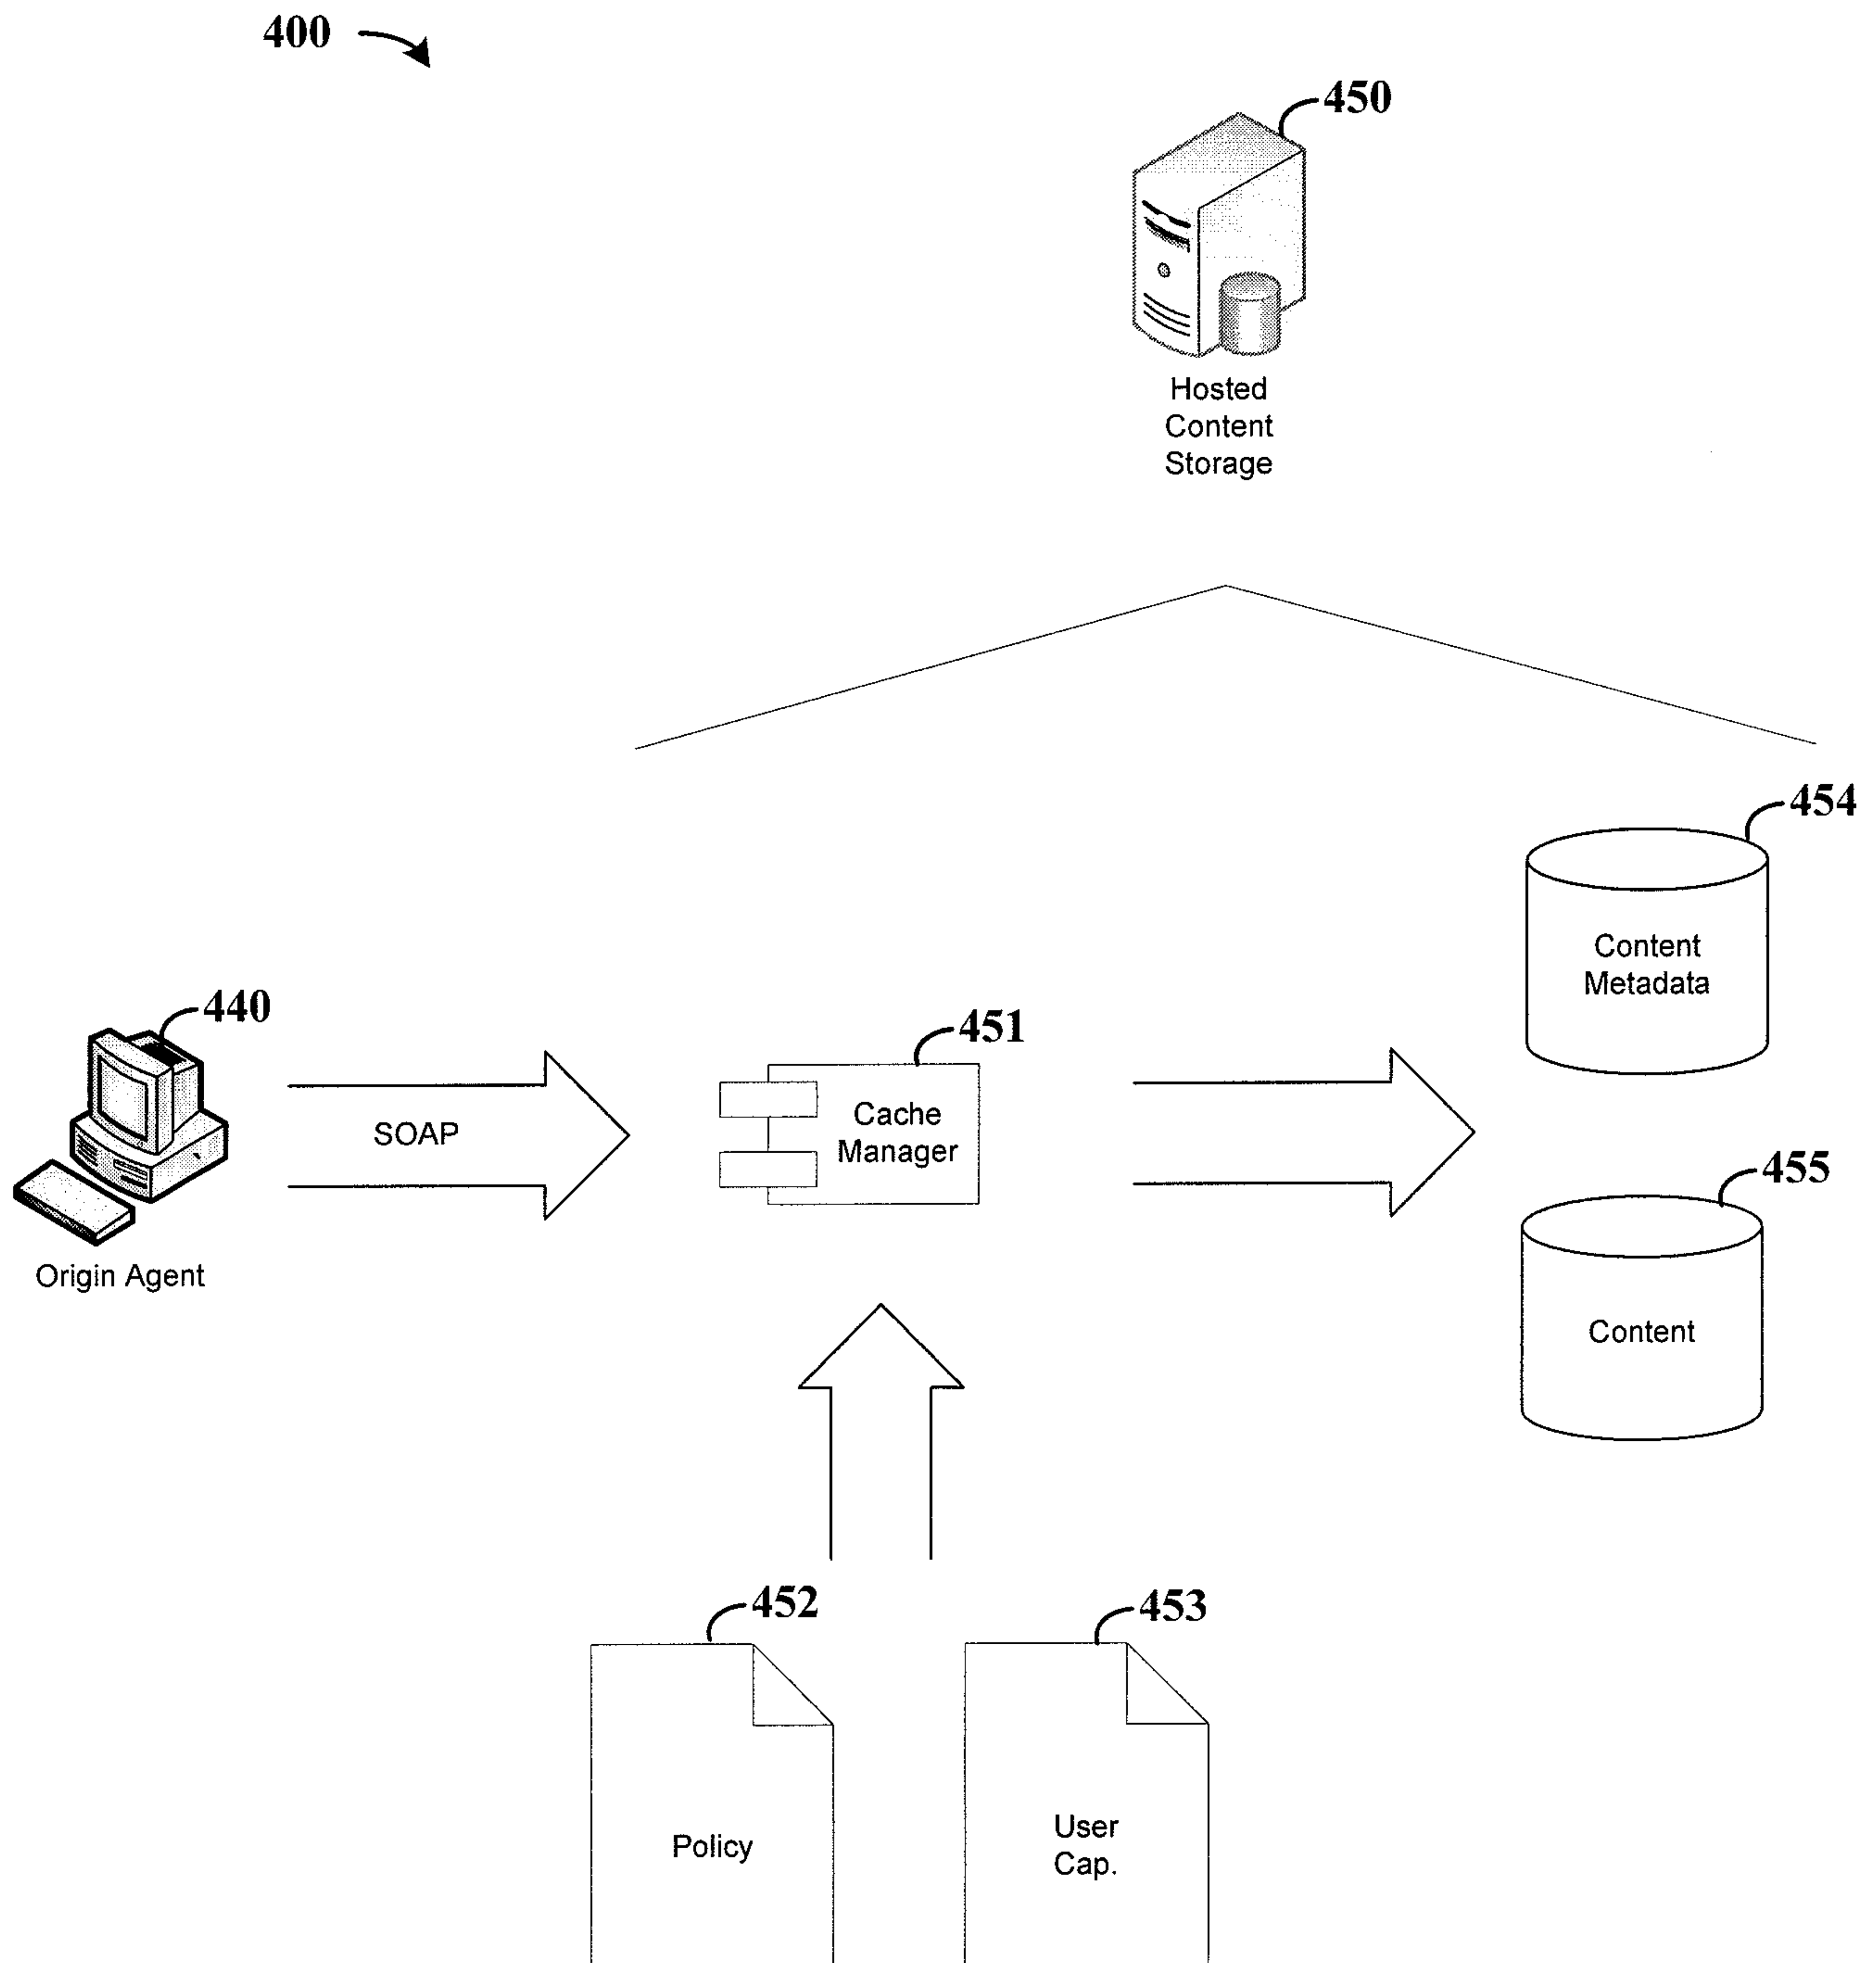 400
450
Hosted
Content
Storage
454
Content
Metadata
440
451
SOAP
Cache
Manager
455
Origin Agent
Content
452
453
Policy
User
Cap.